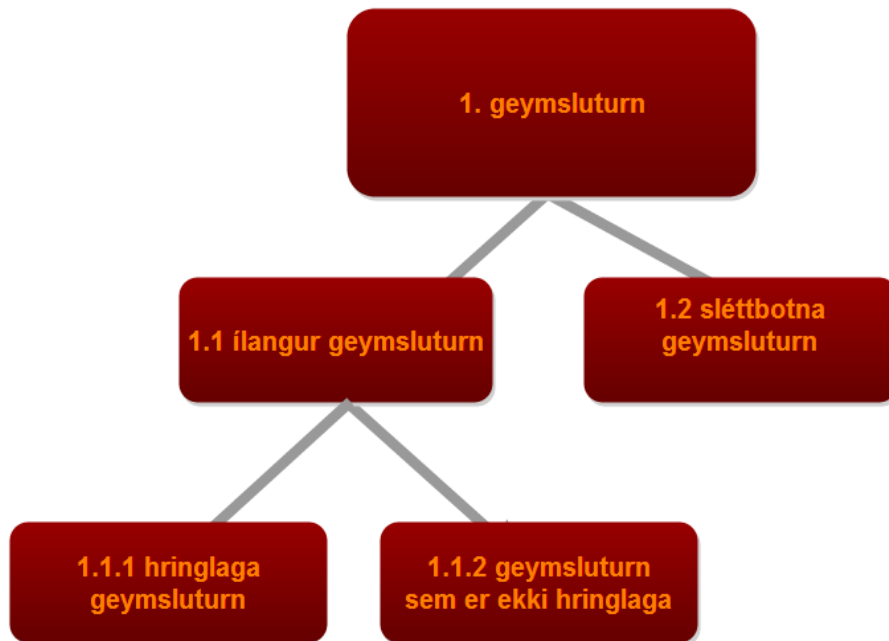 1. geymsluturn
1.1 ílangur geymsluturn
1.2 sléttbotna
geymsluturn
1.1.1 hringlaga
geymsluturn
1.1.2 geymsluturn
sem er ekki hringlaga